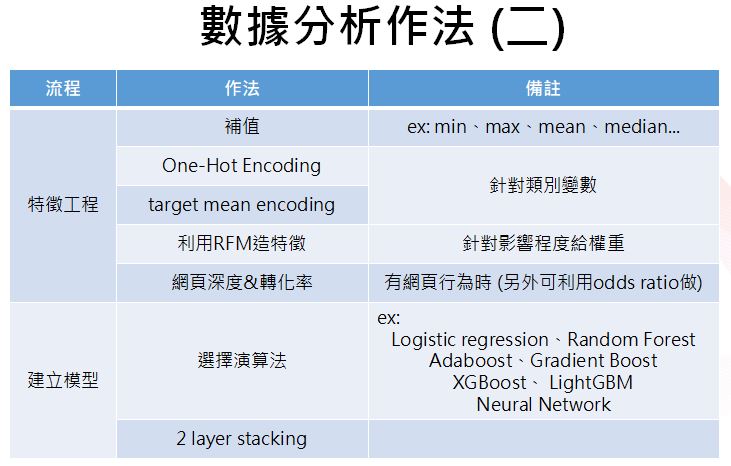 數據分析作法 (二)
流程 作法 備註
特徵工程 補值 ex: min、max、mean、median...
One-Hot Encoding 針對類別變數
target mean encoding
利用RFM造特徵 針對影響程度給權重
網頁深度&轉化率 有網頁行為時 (另外可利用odds ratio做)
建立模型 選擇演算法 ex:
Logistic regression、Random Forest
Adaboost、Gradient Boost
XGBoost、 LightGBM
Neural Network
2 layer stacking